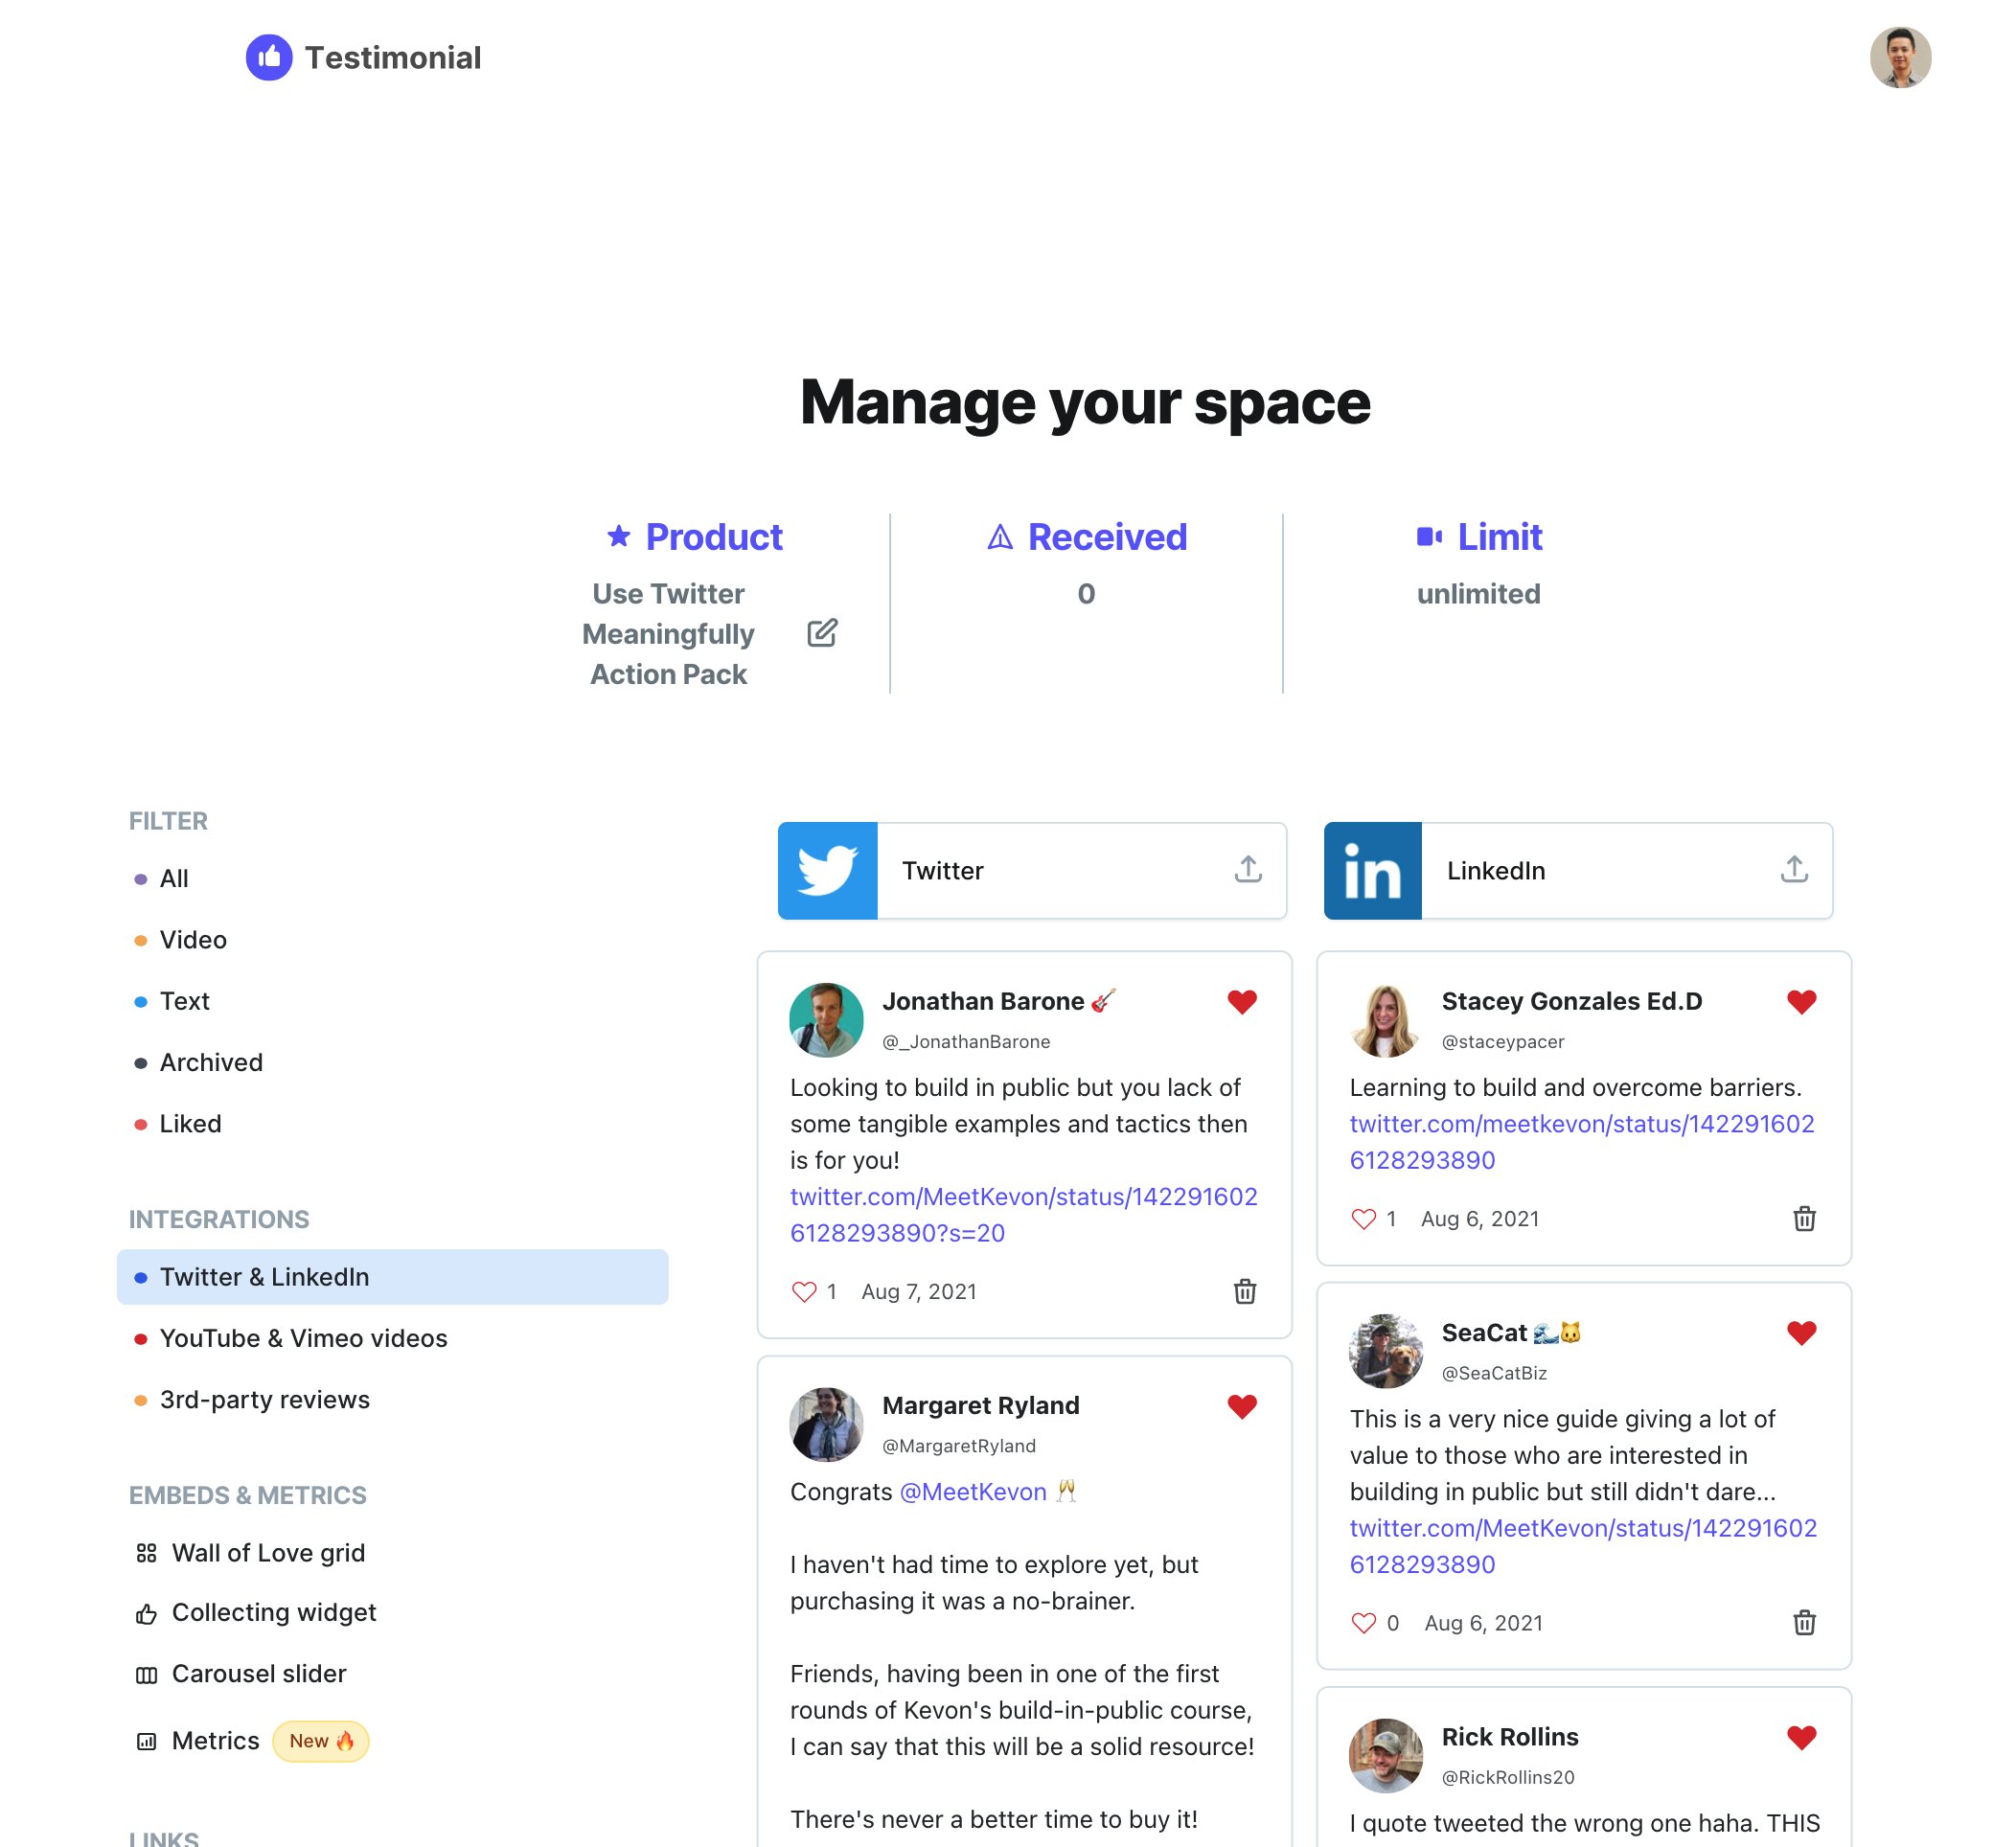 Testimonial
Manage your space
Product
Use Twitter
Meaningfully
Action Pack
Received
0
Limit
unlimited
FILTER
All
Video
Text
Archived
Liked
INTEGRATIONS
Twitter & LinkedIn
YouTube & Vimeo videos
3rd-party reviews
EMBEDS & METRICS
Wall of Love grid
Collecting widget
Carousel slider
Metrics New 🔥
LINKS
Twitter
in LinkedIn
Jonathan Barone 🎸
@_JonathanBarone
Looking to build in public but you lack of
some tangible examples and tactics then
is for you!
twitter.com/MeetKevon/status/142291602
6128293890?s=20
1 Aug 7, 2021
Margaret Ryland
@MargaretRyland
Congrats @MeetKevon 🥂
I haven't had time to explore yet, but
purchasing it was a no-brainer.
Friends, having been in one of the first
rounds of Kevon's build-in-public course,
I can say that this will be a solid resource!
There's never a better time to buy it!
Stacey Gonzales Ed.D
@staceypacer
Learning to build and overcome barriers.
twitter.com/meetkevon/status/142291602
6128293890
1 Aug 6, 2021
SeaCat 🌊🐱
@SeaCatBiz
This is a very nice guide giving a lot of
value to those who are interested in
building in public but still didn't dare...
twitter.com/MeetKevon/status/142291602
6128293890
0 Aug 6, 2021
Rick Rollins
@RickRollins20
I quote tweeted the wrong one haha. THIS